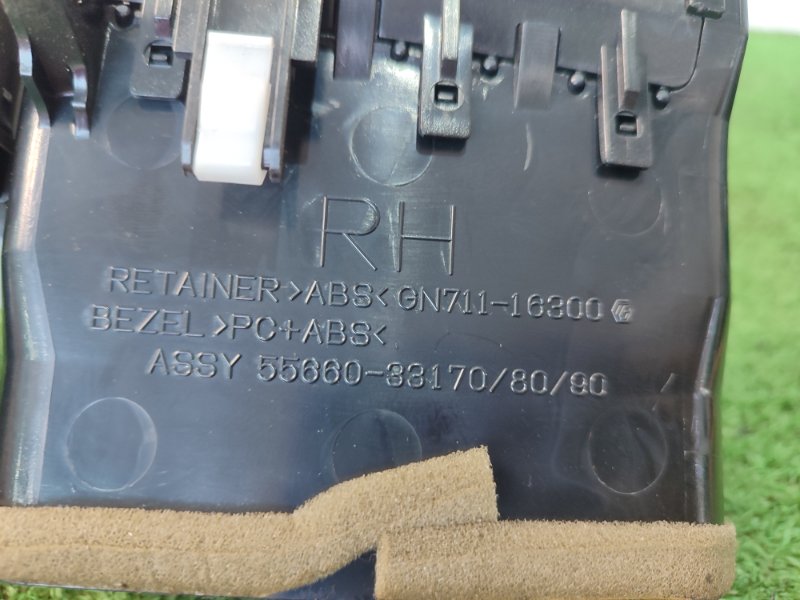 RH
RETAINER >ABS< GN711-16300
BEZEL >PC+ABS<
ASSY 55660-33170/80/90